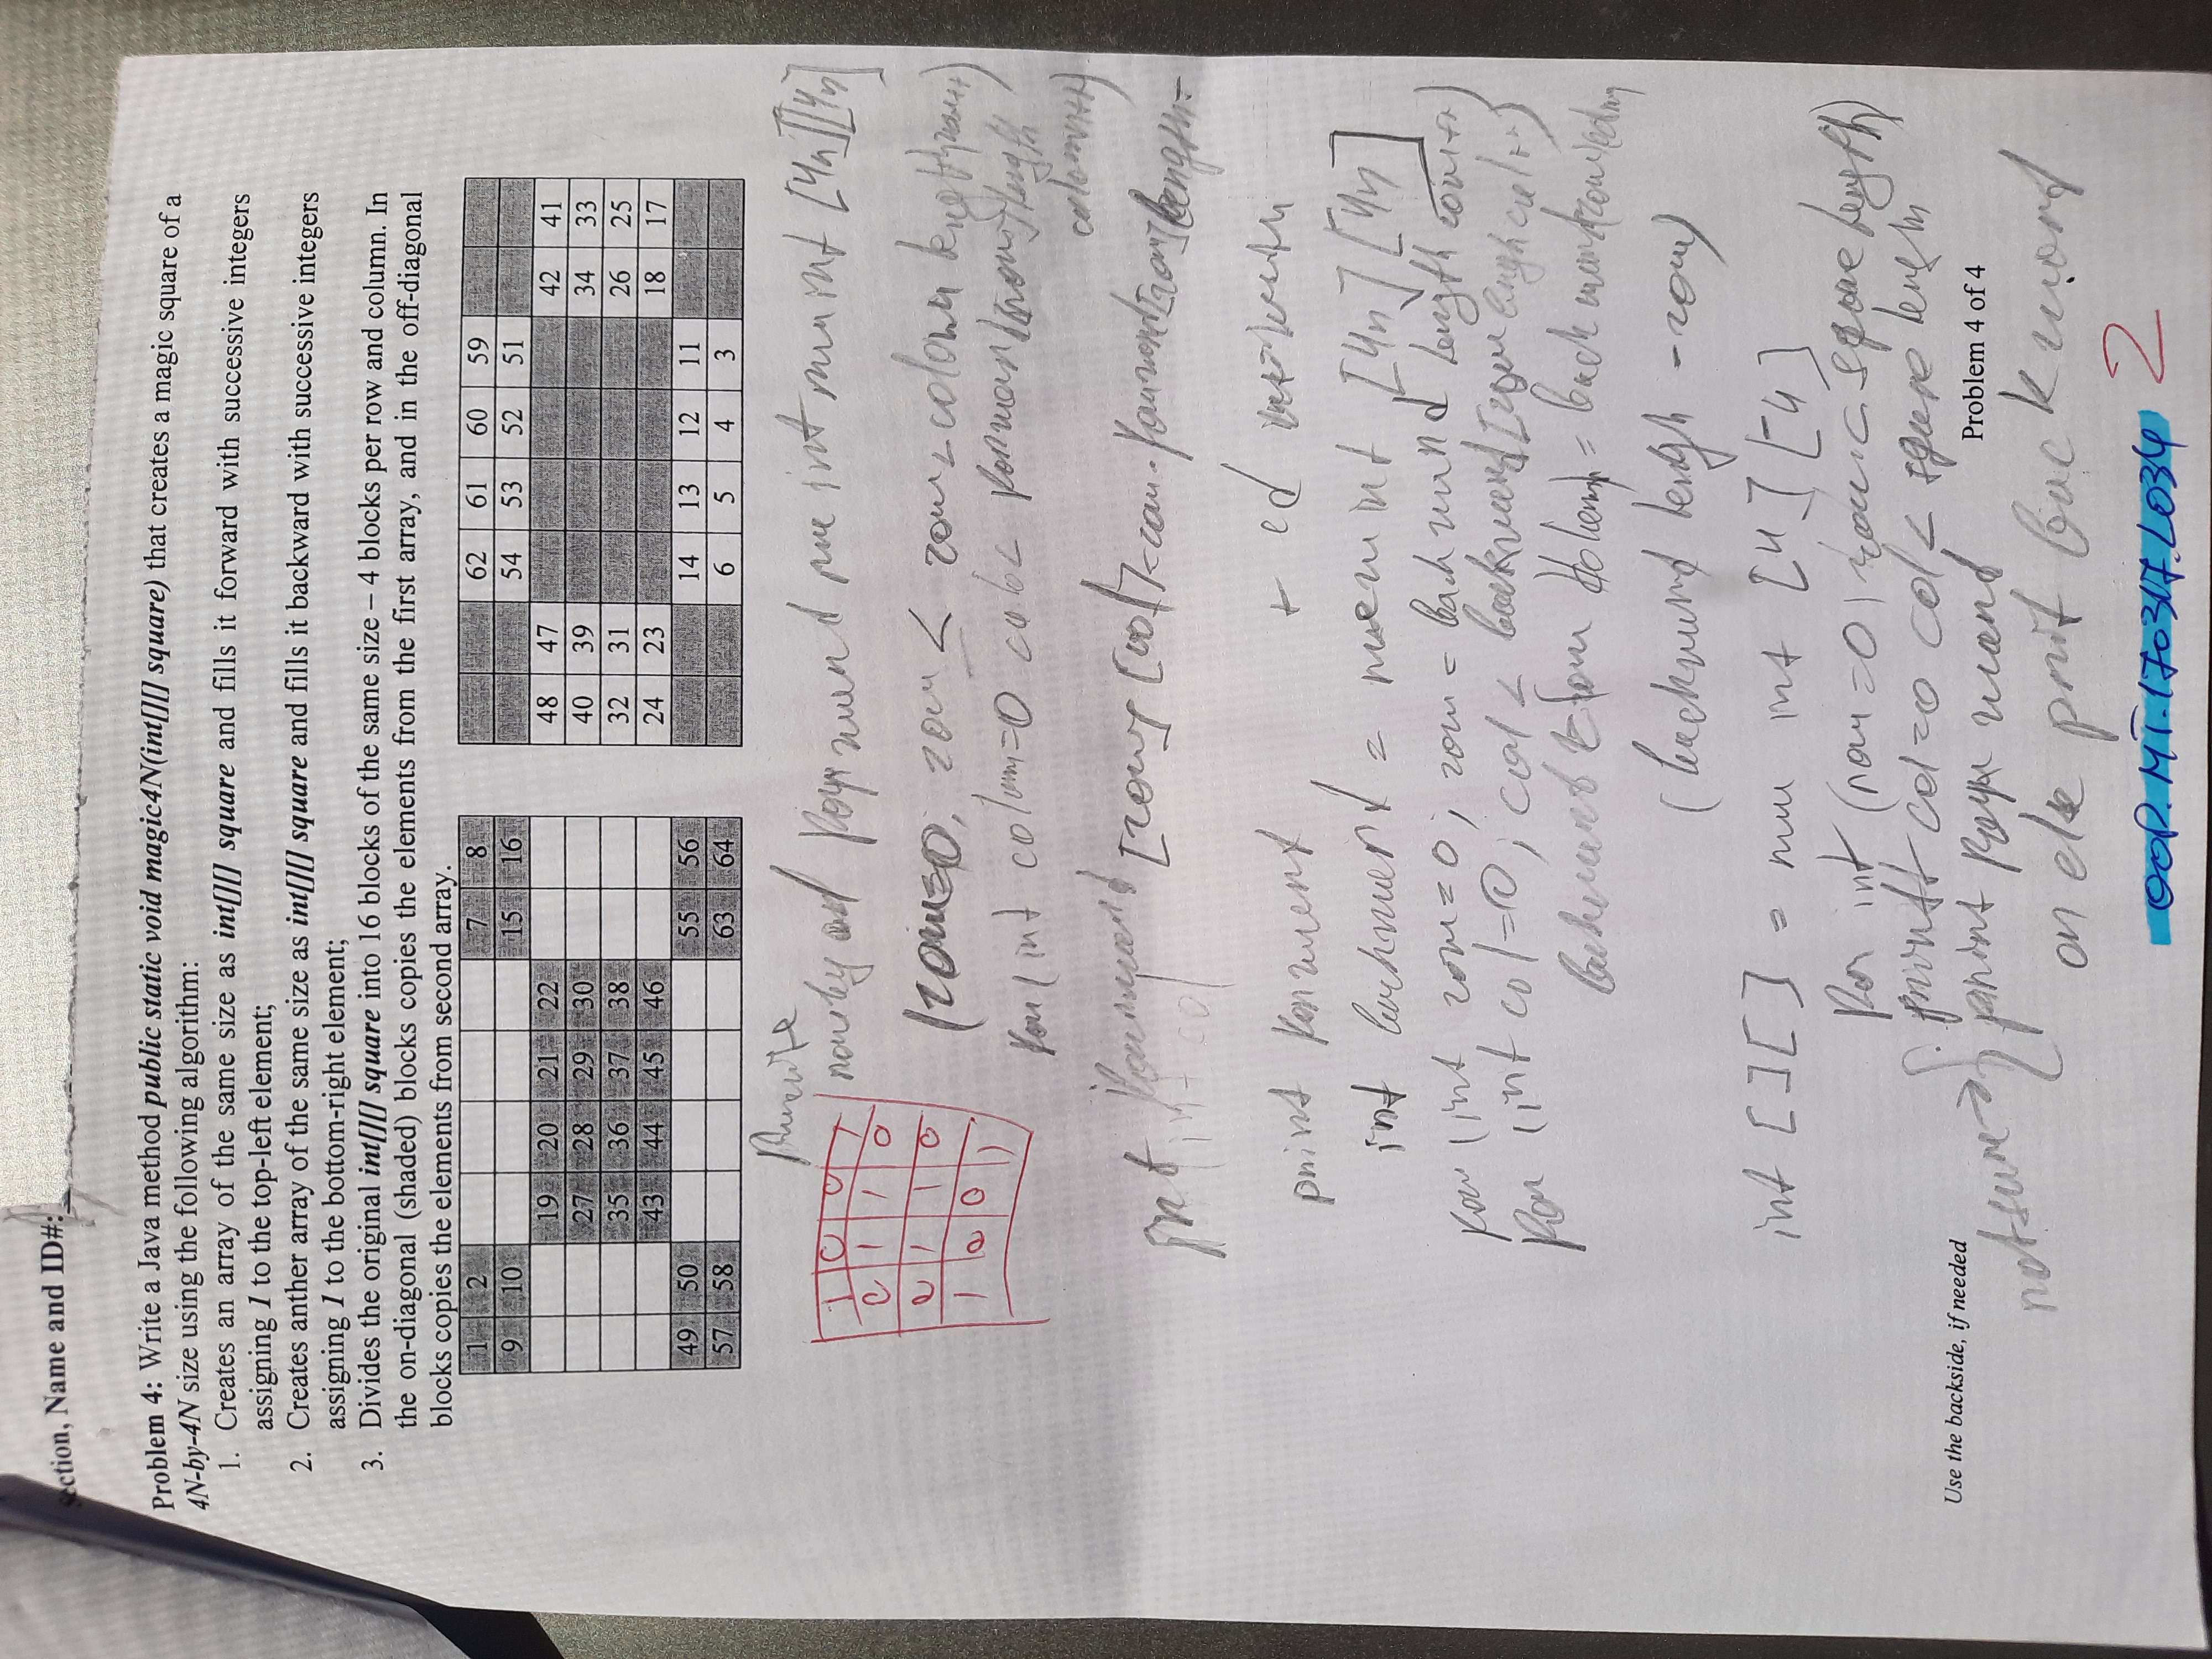 ction, Name and ID#:
Problem 4: Write a Java method public static void magic4N(int[][] square) that creates a magic square of a
4N-by-4N size using the following algorithm:
1. Creates an array of the same size as int[][] square and fills it forward with successive integers
assigning 1 to the top-left element;
2. Creates anther array of the same size as int[][] square and fills it backward with successive integers
assigning 1 to the bottom-right element;
3. Divides the original int[][] square into 16 blocks of the same size – 4 blocks per row and column. In
the on-diagonal (shaded) blocks copies the elements from the first array, and in the off-diagonal
blocks copies the elements from second array.
1 2 7 8
9 10 15 16
19 20 21 22
27 28 29 30
35 36 37 38
43 44 45 46
49 50 55 56
57 58 63 64
62 61 60 59
54 53 52 51
48 47 42 41
40 39 34 33
32 31 26 25
24 23 18 17
14 13 12 11
6 5 4 3
1 0 0 1
0 1 1 0
0 1 1 0
1 0 0 1
int int [4n][4n]
(row=0; row < row < length row++)
for (int column=0 col< forward[row] length
column++)
int forward [row] [col] = row . forward[row] length
int col
print forward +
int backward = new int [4n] [4n]
for (int row = 0; row = backward length row++)
for (int col=0; col < backward[row length col++)
backward row column = backward
(backward lengh - row)
int [][] = new int [4] [4]
for int (row=0; row < square length)
printf col=0 col < square length
not sure → print forward
or else print backward
Use the backside, if needed
Problem 4 of 4
OOP.MT.170317.L034 2